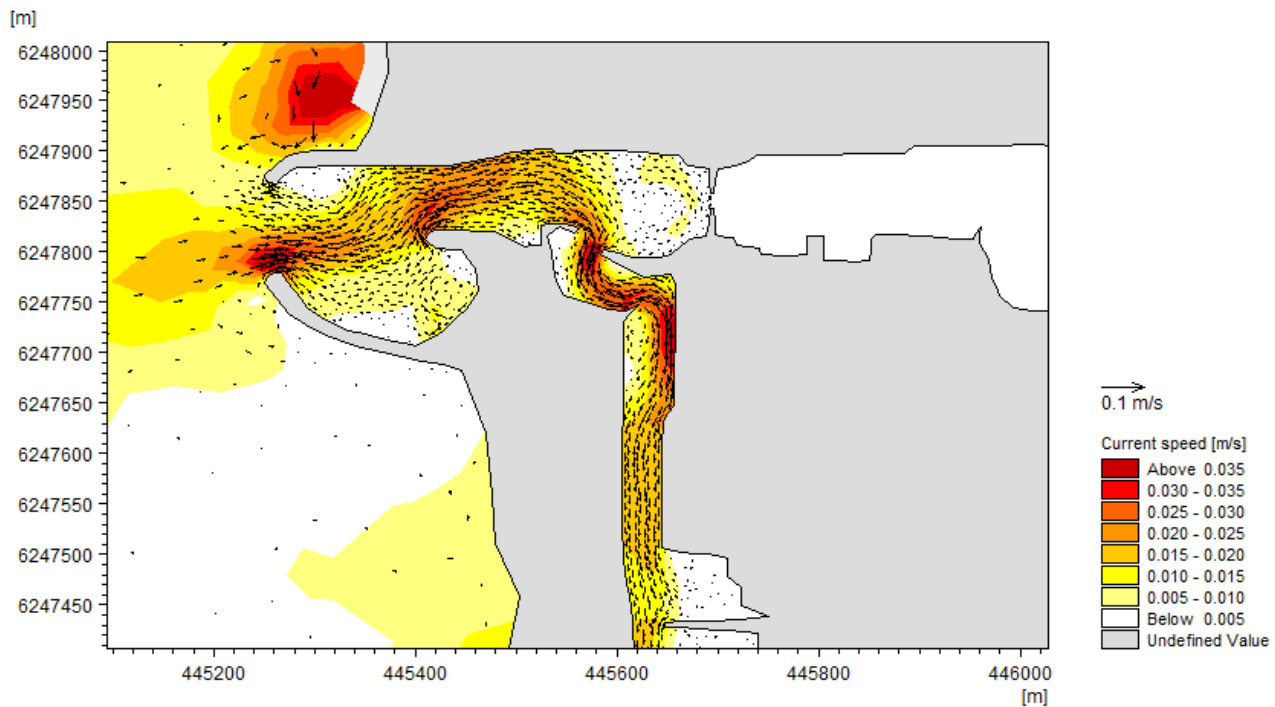 [m]
6248000
6247950
6247900
6247850
6247800
6247750
6247700
6247650
6247600
6247550
6247500
6247450
445200 445400 445600 445800 446000
[m]
0.1 m/s
Current speed [m/s]
Above 0.035
0.030 - 0.035
0.025 - 0.030
0.020 - 0.025
0.015 - 0.020
0.010 - 0.015
0.005 - 0.010
Below 0.005
Undefined Value